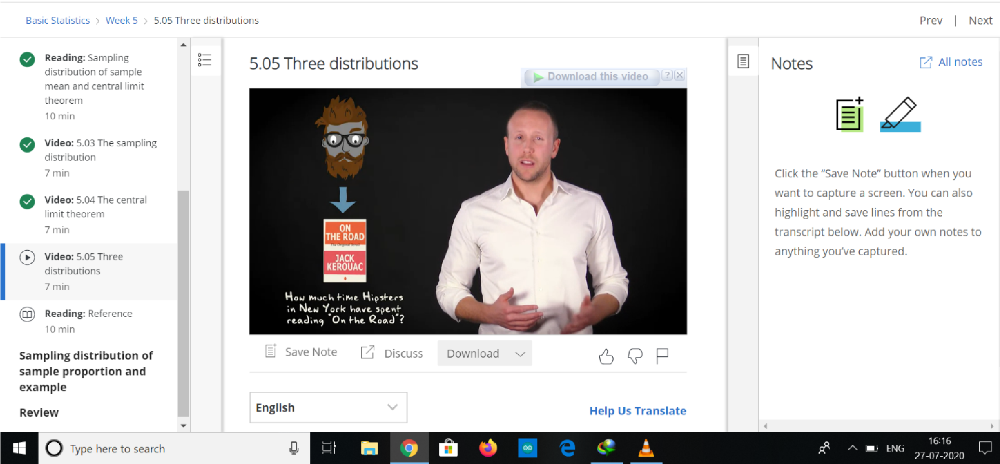 Basic Statistics > Week 5 > 5.05 Three distributions
Prev | Next
Reading: Sampling
distribution of sample
mean and central limit
theorem
10 min
Video: 5.03 The sampling
distribution
7 min
Video: 5.04 The central
limit theorem
7 min
Video: 5.05 Three
distributions
7 min
Reading: Reference
10 min
Sampling distribution of
sample proportion and
example
Review
5.05 Three distributions
Download this video ?
ON
THE ROAD
The Original Scroll
JACK
KEROUAC
How much time Hipsters
in New York have spent
reading "On the Road"?
Save Note
Discuss
Download
English
Help Us Translate
Notes
All notes
Click the “Save Note” button when you
want to capture a screen. You can also
highlight and save lines from the
transcript below. Add your own notes to
anything you’ve captured.
Type here to search
ENG
16:16
27-07-2020